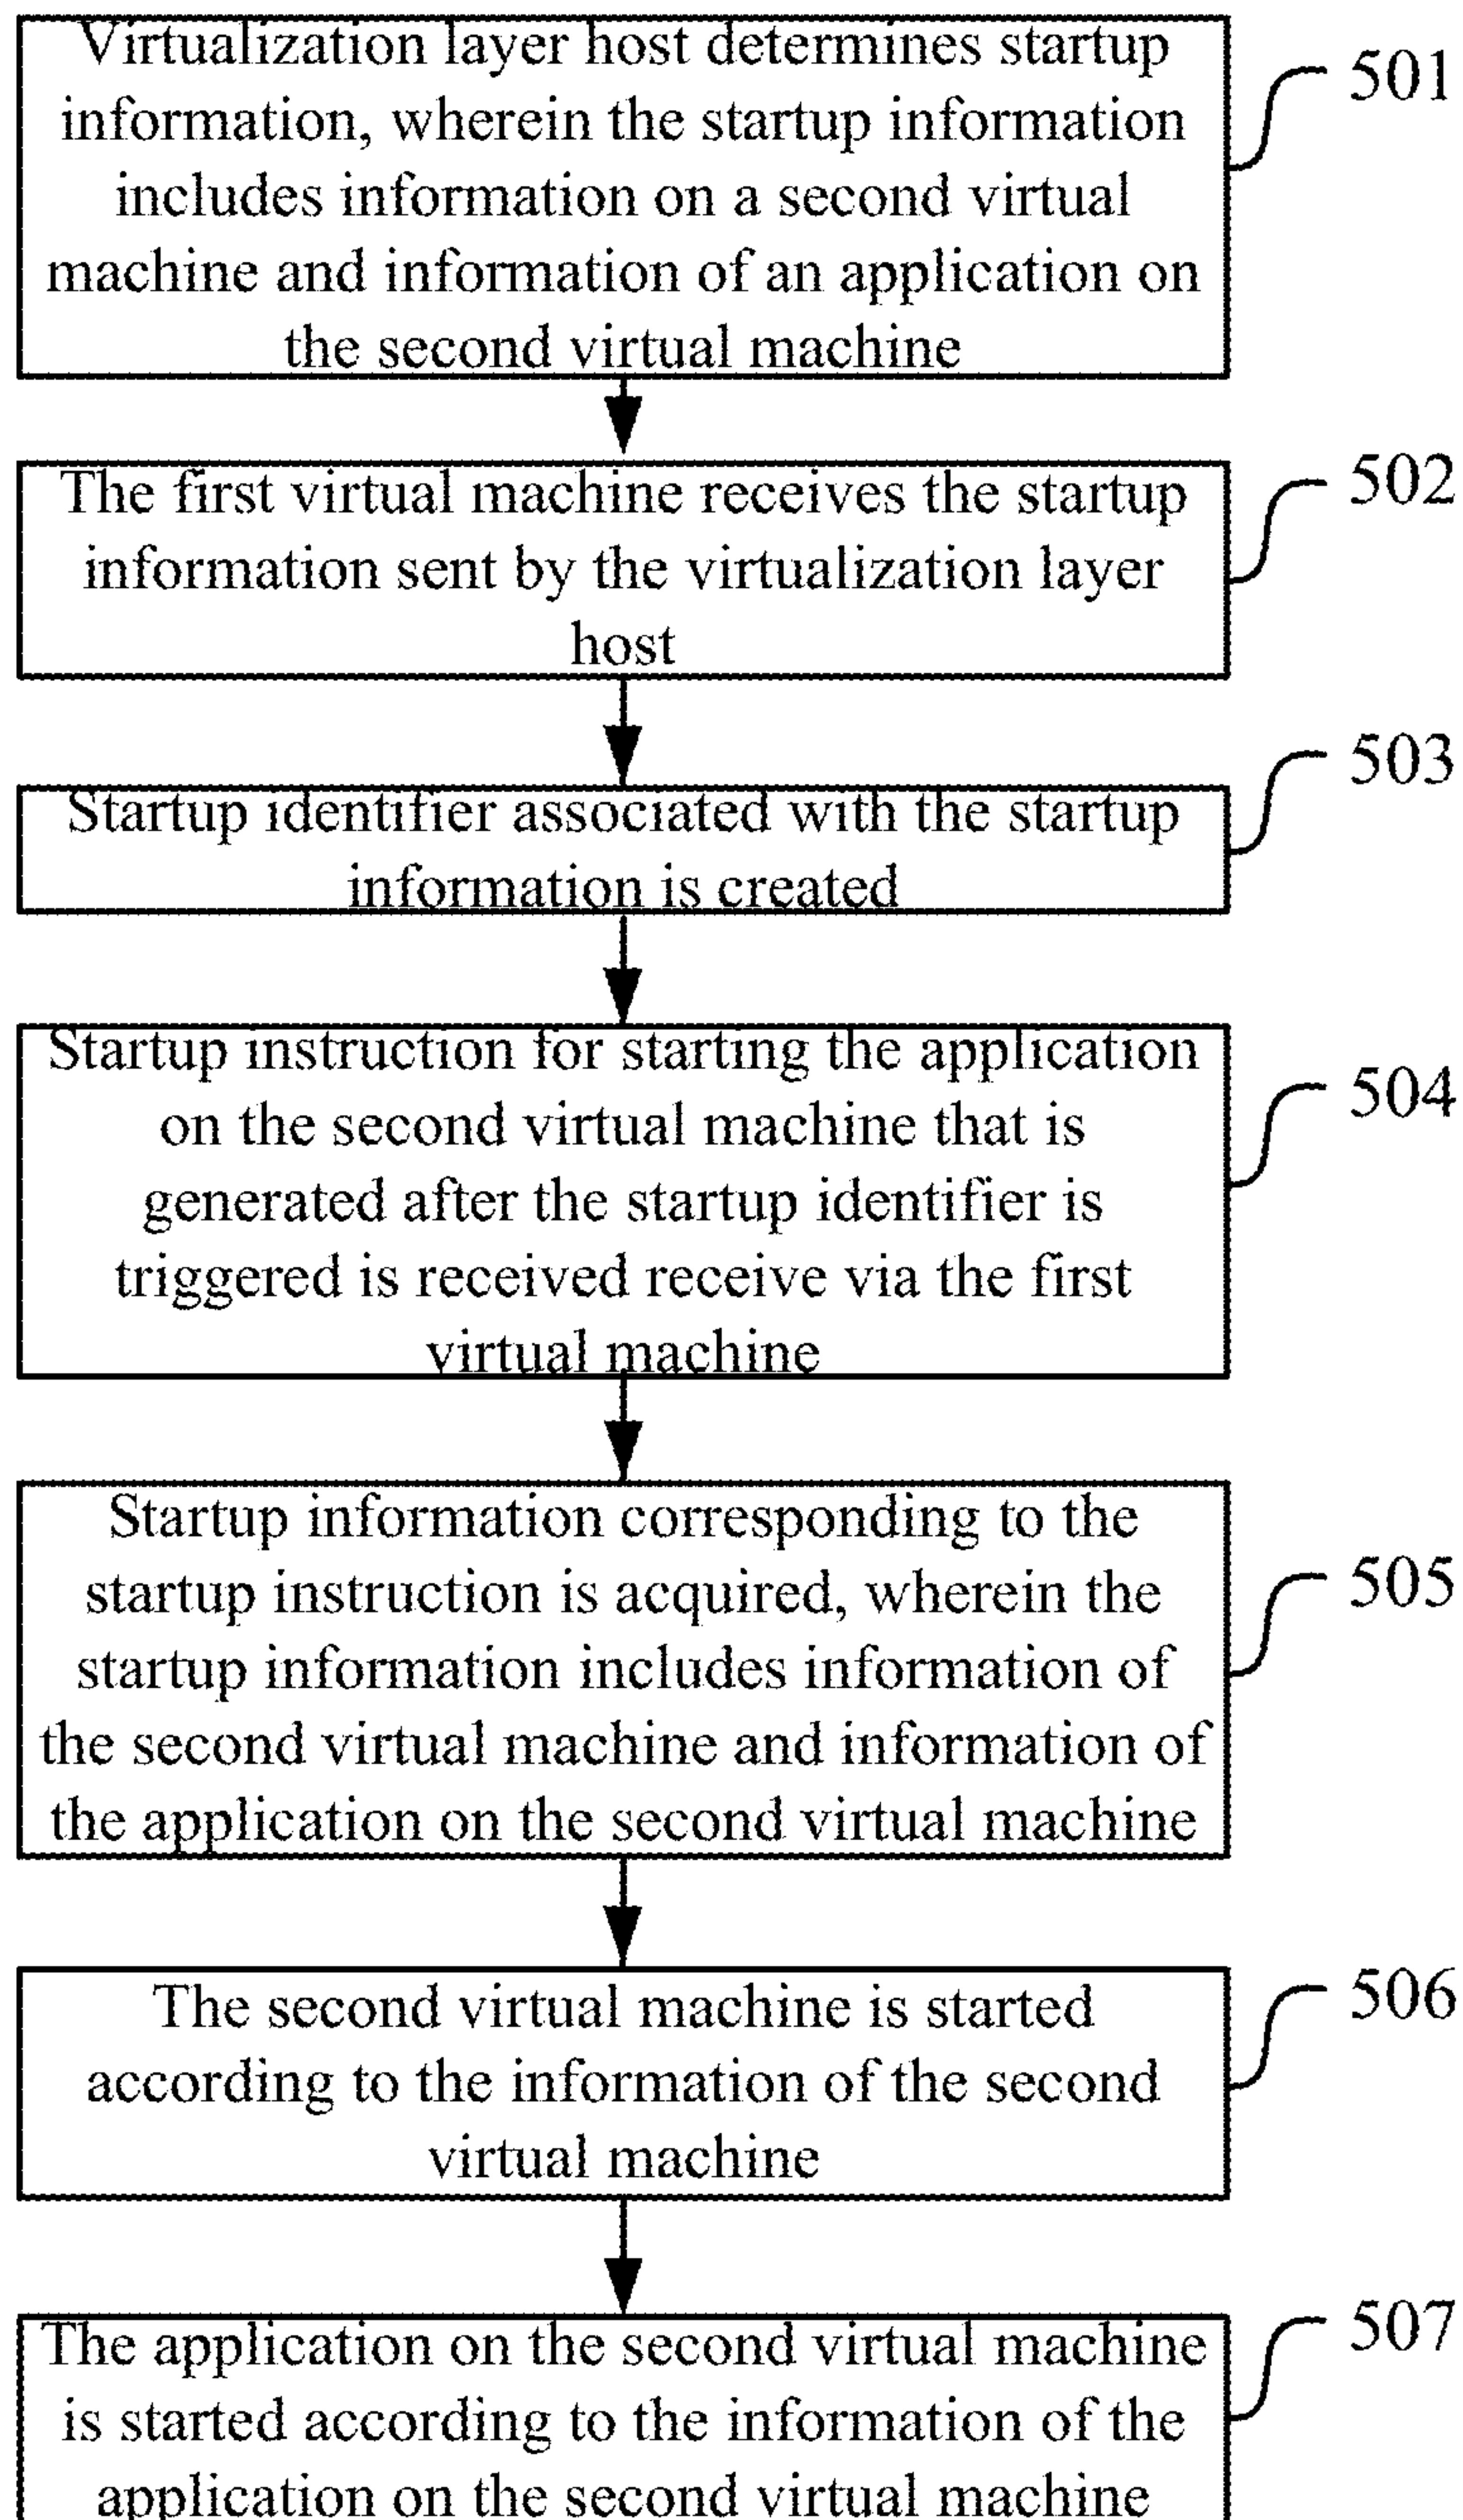 Virtualization layer host determines startup
information, wherein the startup information
includes information on a second virtual
machine and information of an application on
the second virtual machine
501
The first virtual machine receives the startup
information sent by the virtualization layer
host
502
Startup identifier associated with the startup
information is created
503
Startup instruction for starting the application
on the second virtual machine that is
generated after the startup identifier is
triggered is received receive via the first
virtual machine
504
Startup information corresponding to the
startup instruction is acquired, wherein the
startup information includes information of
the second virtual machine and information of
the application on the second virtual machine
505
The second virtual machine is started
according to the information of the second
virtual machine
506
The application on the second virtual machine
is started according to the information of the
application on the second virtual machine
507